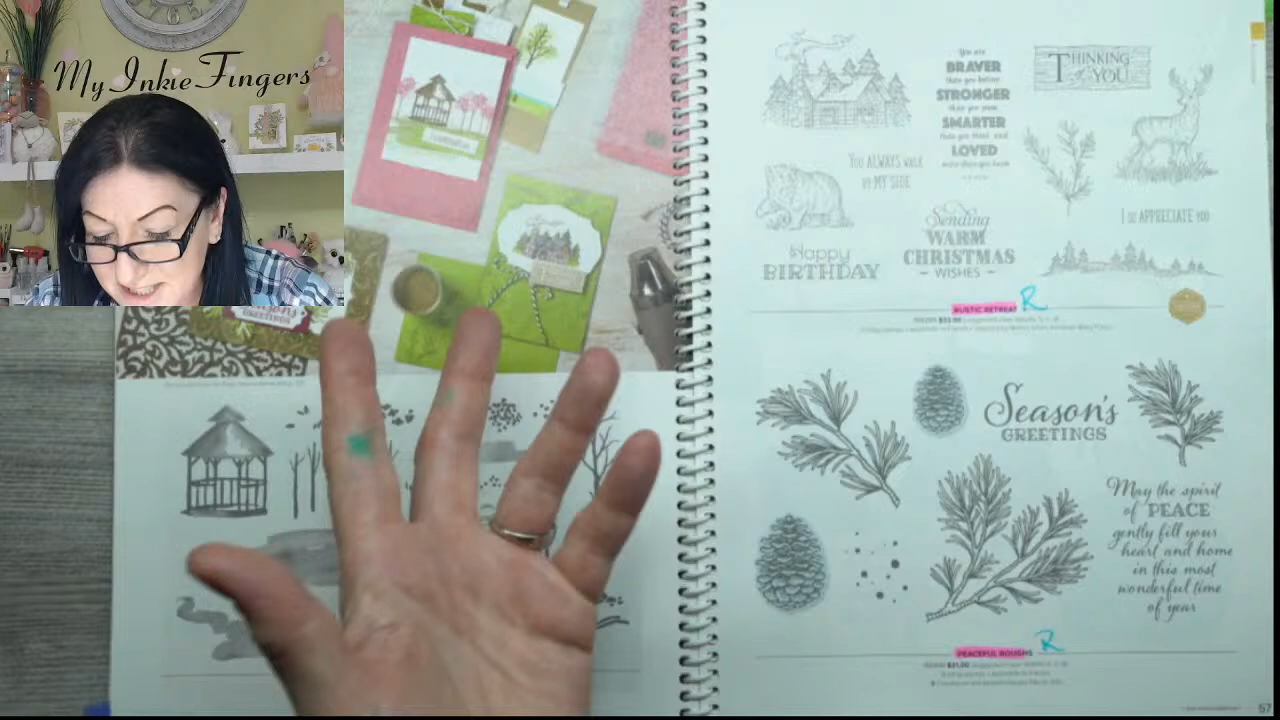 My Inkie Fingers
SEASON'S
GREETINGS
You are
BRAVER
than you believe
STRONGER
than you seem
SMARTER
than you think and
LOVED
more than you know
THINKING
of YOU
YOU ALWAYS walk
BY MY SIDE
I SO APPRECIATE YOU
Happy
BIRTHDAY
Sending
WARM
CHRISTMAS
WISHES
RUSTIC RETREAT R
Season's
GREETINGS
May the spirit
of PEACE
gently fill your
heart and home
in this most
wonderful time
of year
PEACEFUL BOUGHS R
57